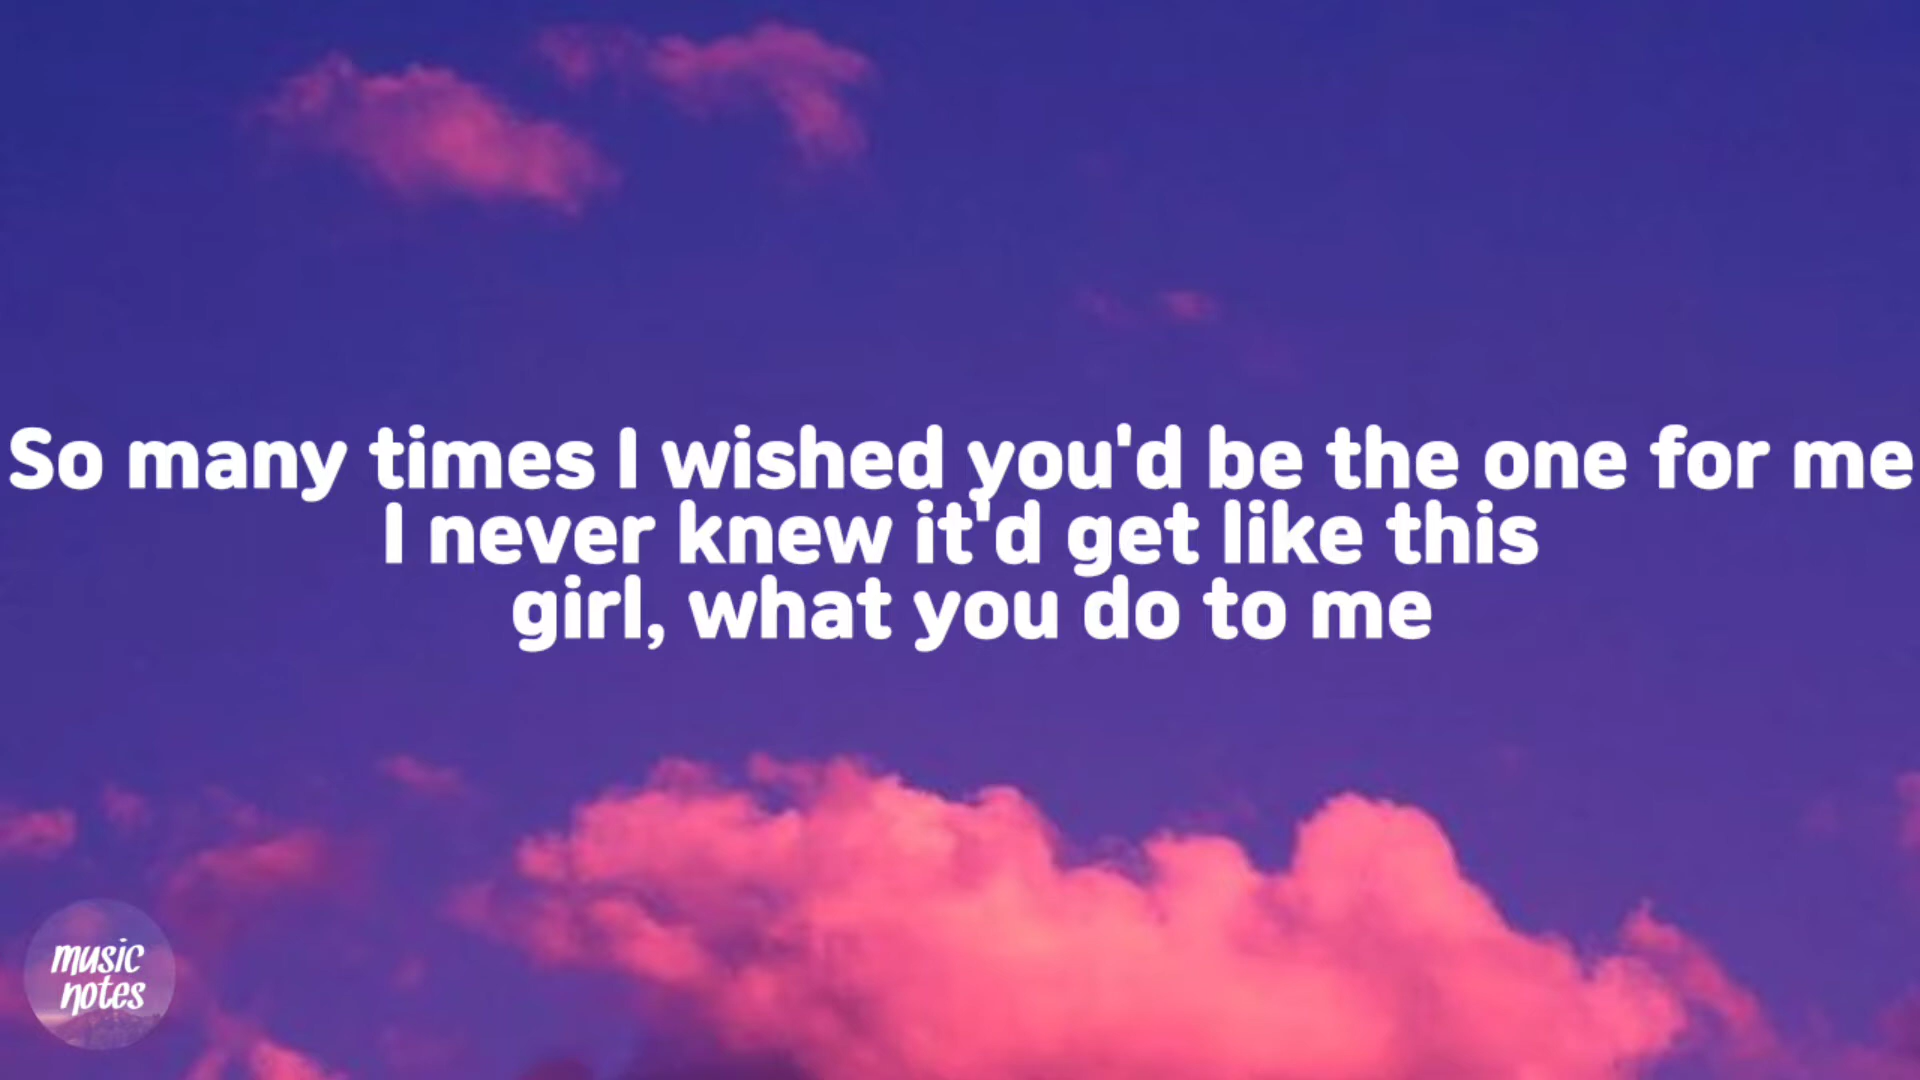 So many times I wished you'd be the one for me
I never knew it'd get like this
girl, what you do to me
music
notes